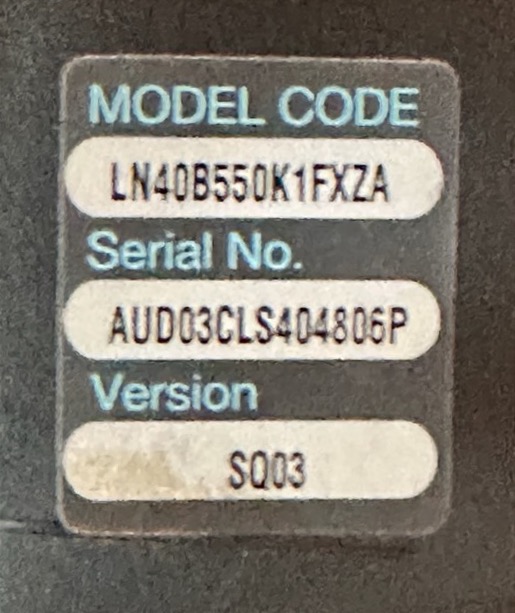 MODEL CODE
LN40B550K1FXZA
Serial No.
AUD03CLS404806P
Version
SQ03